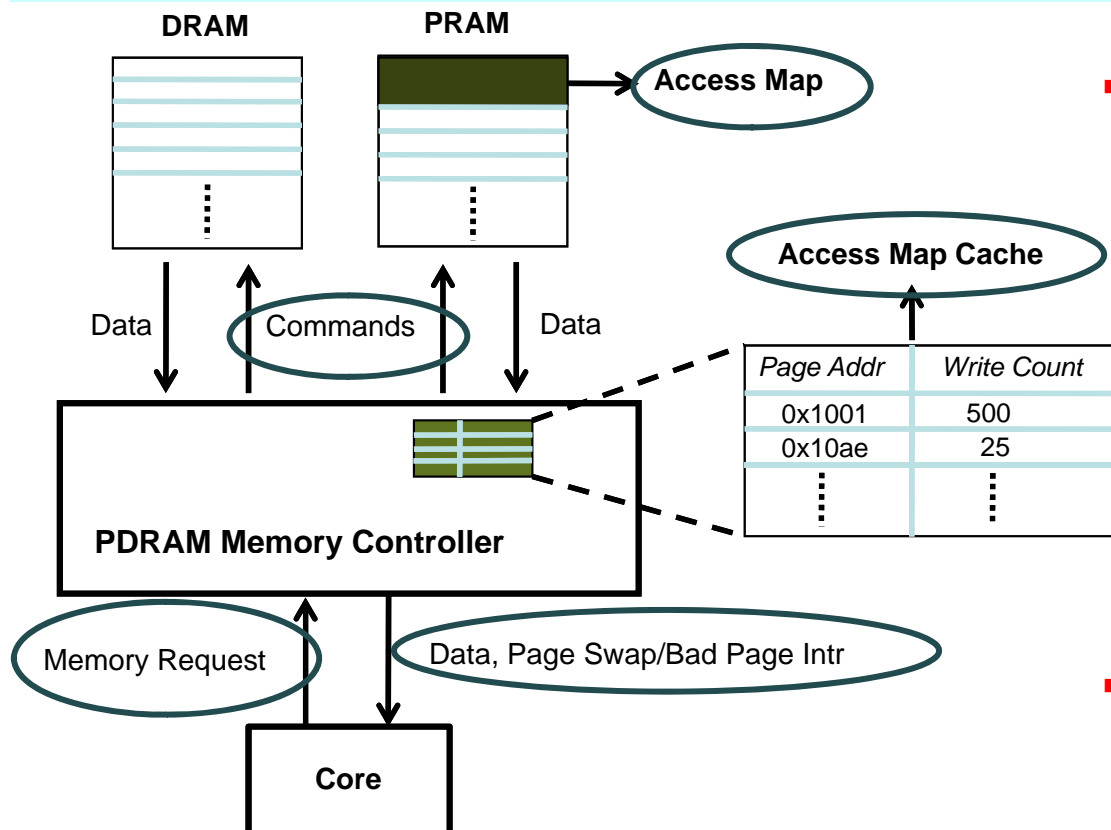 DRAM
PRAM
Access Map
Access Map Cache
Data
Commands
Data
Page Addr
Write Count
0x1001
500
0x10ae
25
PDRAM Memory Controller
Memory Request
Data, Page Swap/Bad Page Intr
Core